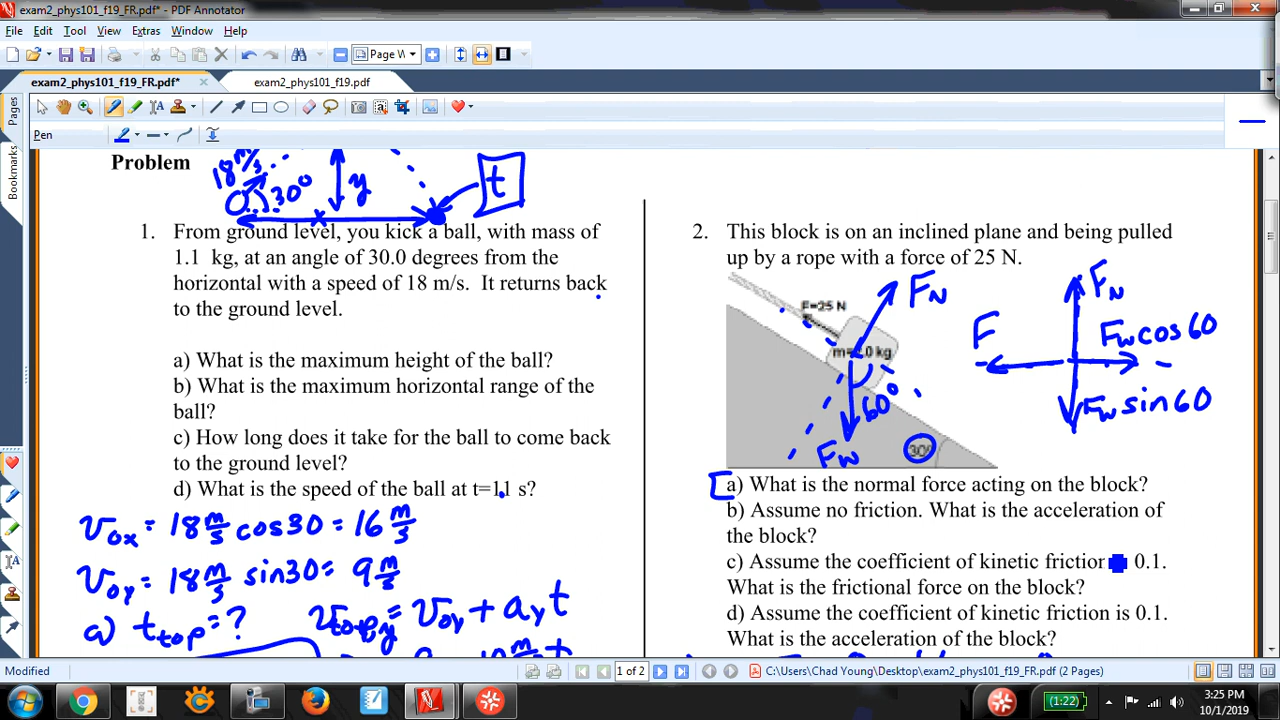 exam2_phys101_f19_FR.pdf* - PDF Annotator
File Edit Tool View Extras Window Help
Page W
exam2_phys101_f19_FR.pdf* exam2_phys101_f19.pdf
Pen
Pages
Bookmarks
Problem
18 m/s
30°
y
t
1. From ground level, you kick a ball, with mass of
1.1 kg, at an angle of 30.0 degrees from the
horizontal with a speed of 18 m/s. It returns back
to the ground level.
a) What is the maximum height of the ball?
b) What is the maximum horizontal range of the
ball?
c) How long does it take for the ball to come back
to the ground level?
d) What is the speed of the ball at t=1.1 s?
Vox = 18 m/s cos30 = 16 m/s
Voy = 18 m/s sin30 = 9 m/s
a) t top = ? Vtop,y = Voy + ay t
2. This block is on an inclined plane and being pulled
up by a rope with a force of 25 N.
F=25 N
FN
60°
FW
30°
FN
F
Fw cos60
Fw sin60
a) What is the normal force acting on the block?
b) Assume no friction. What is the acceleration of
the block?
c) Assume the coefficient of kinetic friction 0.1.
What is the frictional force on the block?
d) Assume the coefficient of kinetic friction is 0.1.
What is the acceleration of the block?
Modified
1 of 2
C:\Users\Chad Young\Desktop\exam2_phys101_f19_FR.pdf (2 Pages)
(1:22)
3:25 PM
10/1/2019